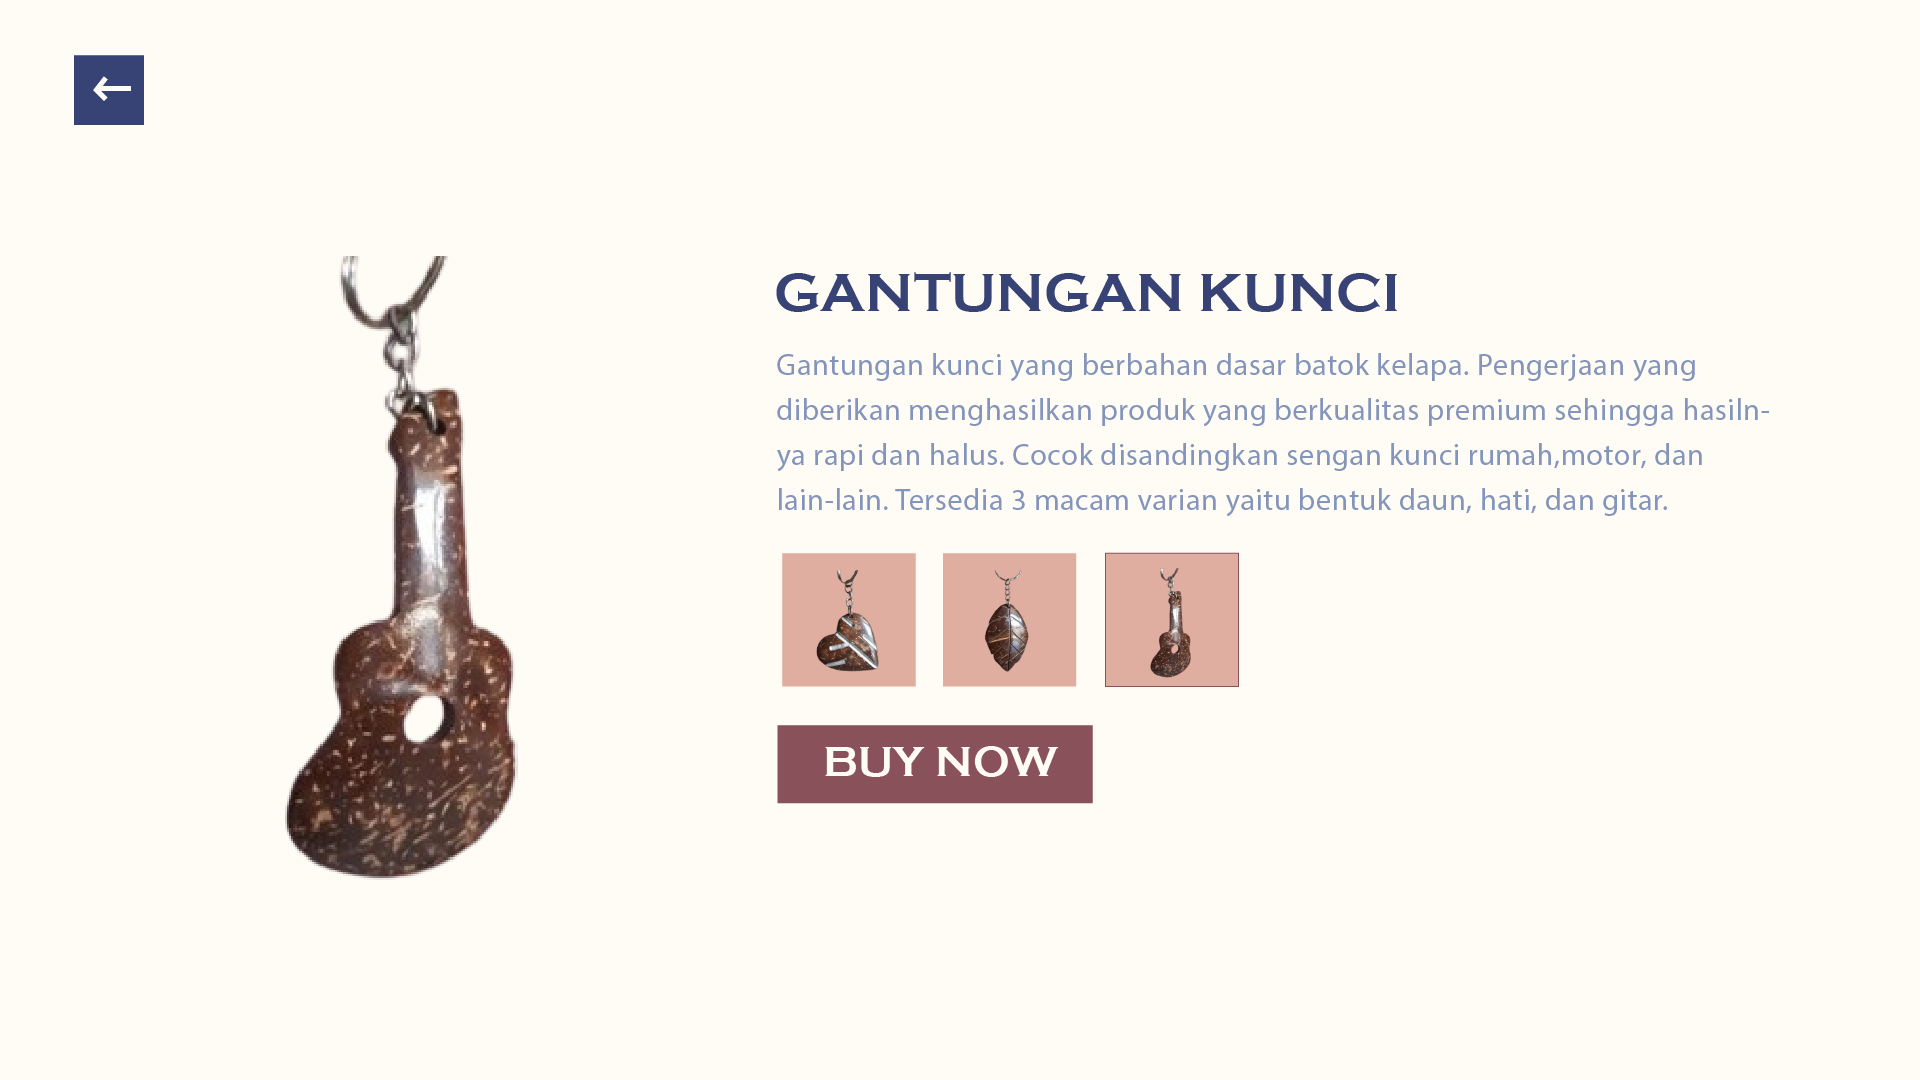 GANTUNGAN KUNCI
Gantungan kunci yang berbahan dasar batok kelapa. Pengerjaan yang
diberikan menghasilkan produk yang berkualitas premium sehingga hasiln-
ya rapi dan halus. Cocok disandingkan sengan kunci rumah,motor, dan
lain-lain. Tersedia 3 macam varian yaitu bentuk daun, hati, dan gitar.
BUY NOW